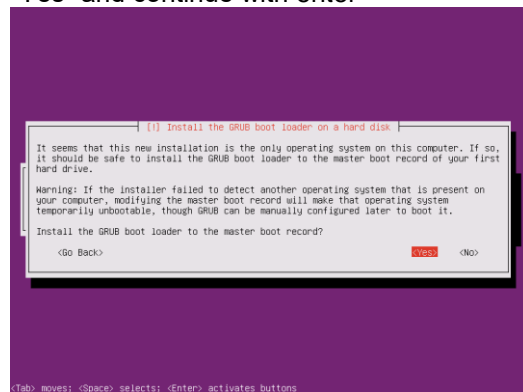 "Yes" and continue with enter
[!] Install the GRUB boot loader on a hard disk
It seems that this new installation is the only operating system on this computer. If so,
it should be safe to install the GRUB boot loader to the master boot record of your first
hard drive.
Warning: If the installer failed to detect another operating system that is present on
your computer, modifying the master boot record will make that operating system
temporarily unbootable, though GRUB can be manually configured later to boot it.
Install the GRUB boot loader to the master boot record?
<Go Back> <Yes> <No>
<Tab> moves; <Space> selects; <Enter> activates buttons